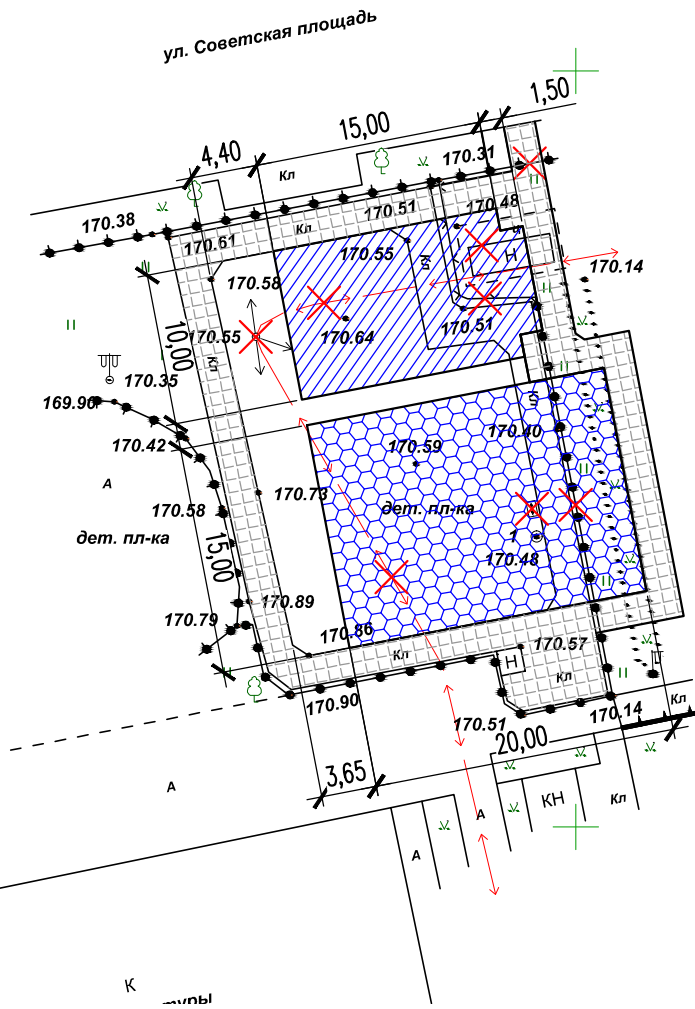 ул. Советская площадь
1,50
15,00
4,40
Кл
170.31
170.38
170.51
170.48
170.61
Кл
170.55
Кл
Н
170.14
170.58
170.55
170.64
170.51
10,00
Кл
170.35
169.90
Кл
170.42
170.59
170.40
А
170.73
170.58
дет. пл-ка
дет. пл-ка
1
170.48
15,00
170.89
170.79
170.86
170.57
Кл
Н
Кл
170.90
170.51
170.14
Кл
20,00
3,65
А
А
КН
Кл
А
К
туры